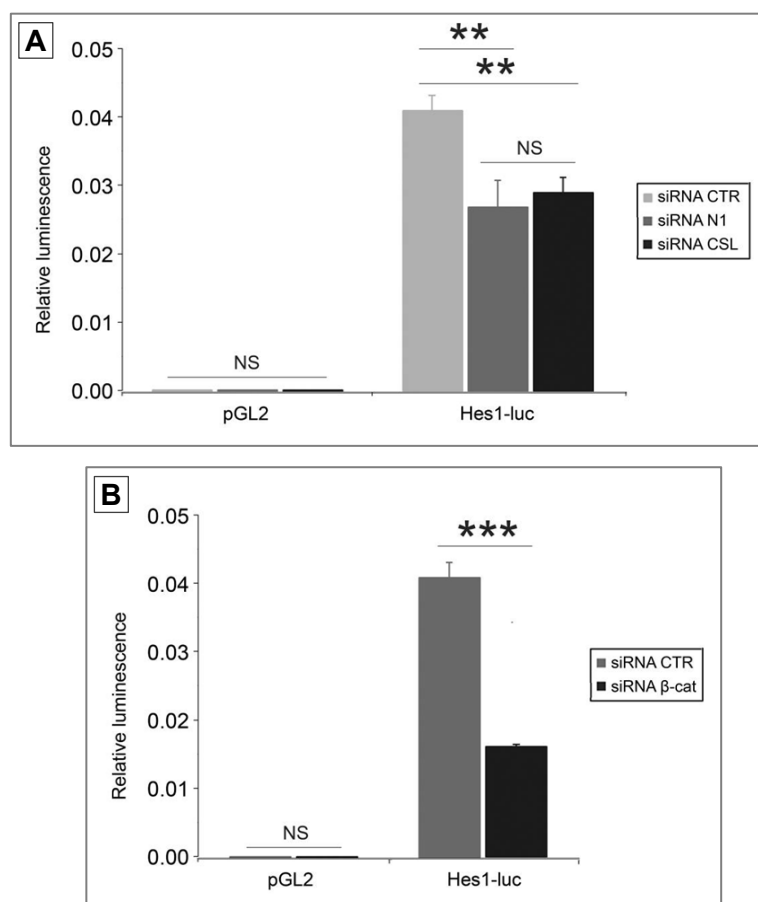 A
**
**
NS
NS
0.05
0.04
0.03
0.02
0.01
0.00
Relative luminescence
pGL2
Hes1-luc
siRNA CTR
siRNA N1
siRNA CSL
B
***
NS
0.05
0.04
0.03
0.02
0.01
0.00
Relative luminescence
pGL2
Hes1-luc
siRNA CTR
siRNA β-cat